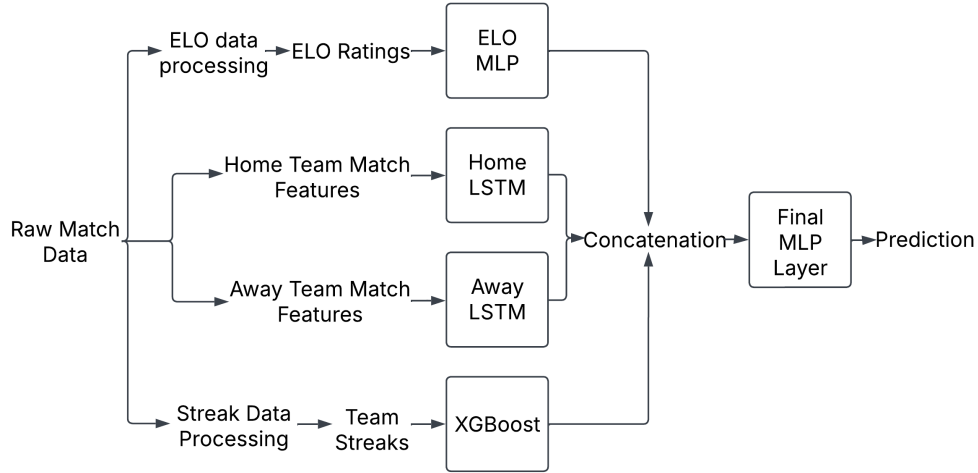 ELO data
processing
ELO Ratings
ELO
MLP
Home Team Match
Features
Home
LSTM
Raw Match
Data
Concatenation
Final
MLP
Layer
Prediction
Away Team Match
Features
Away
LSTM
Streak Data
Processing
Team
Streaks
XGBoost